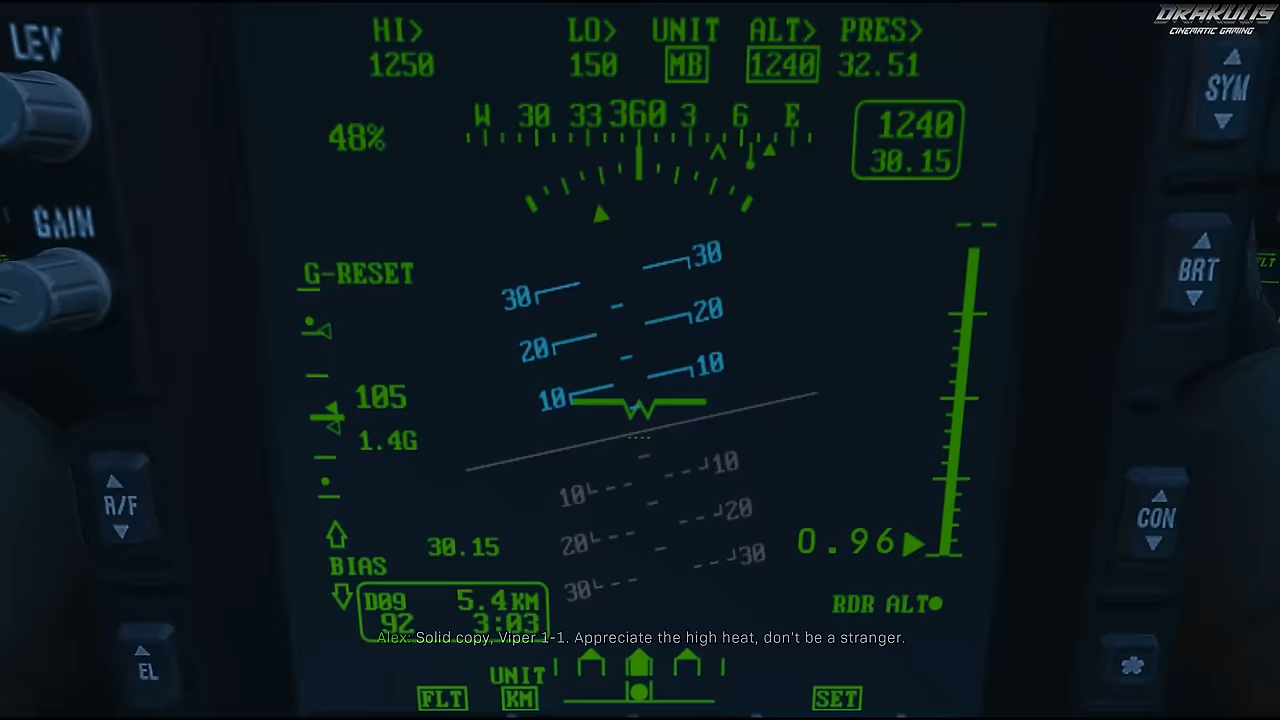 DRAKULIS
CINEMATIC GAMING
LEV
HI> LO> UNIT ALT> PRES>
1250 150 MB 1240 32.51
SYM
W 30 33 360 3 6 E
48%
1240
30.15
GAIN
G-RESET
30 30
20 20
10 10
BRT
FLT
105
1.4G
10 10
20 20
30 30
R/F
CON
30.15
0.96
BIAS
D09 5.4KM
92 3:03
RDR ALT
Alex: Solid copy, Viper 1-1. Appreciate the high heat, don't be a stranger.
EL
UNIT
FLT KM SET
*